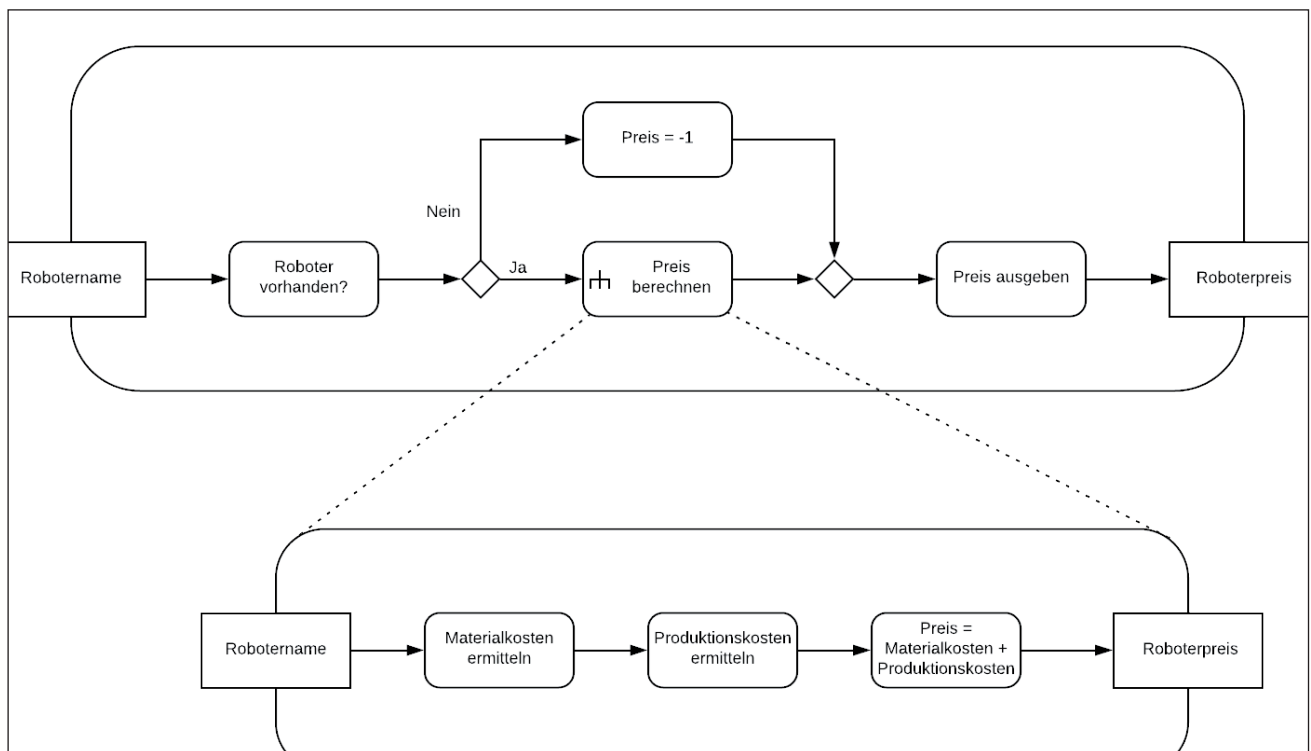 Preis = -1
Nein
Robotername
Roboter
vorhanden?
Ja
Preis
berechnen
Preis ausgeben
Roboterpreis
Robotername
Materialkosten
ermitteln
Produktionskosten
ermitteln
Preis =
Materialkosten +
Produktionskosten
Roboterpreis